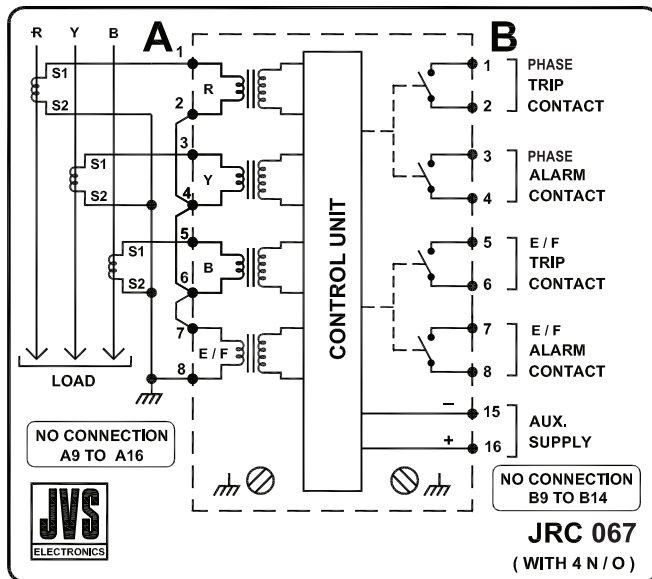 R Y B
A
B
1
S1
S2
R
2
3
S1
S2
Y
4
5
S1
S2
B
6
7
E / F
8
LOAD
CONTROL UNIT
1
2
PHASE
TRIP
CONTACT
3
4
PHASE
ALARM
CONTACT
5
6
E / F
TRIP
CONTACT
7
8
E / F
ALARM
CONTACT
– 15
+ 16
AUX.
SUPPLY
NO CONNECTION
A9 TO A16
NO CONNECTION
B9 TO B14
JVS
ELECTRONICS
JRC 067
( WITH 4 N / O )